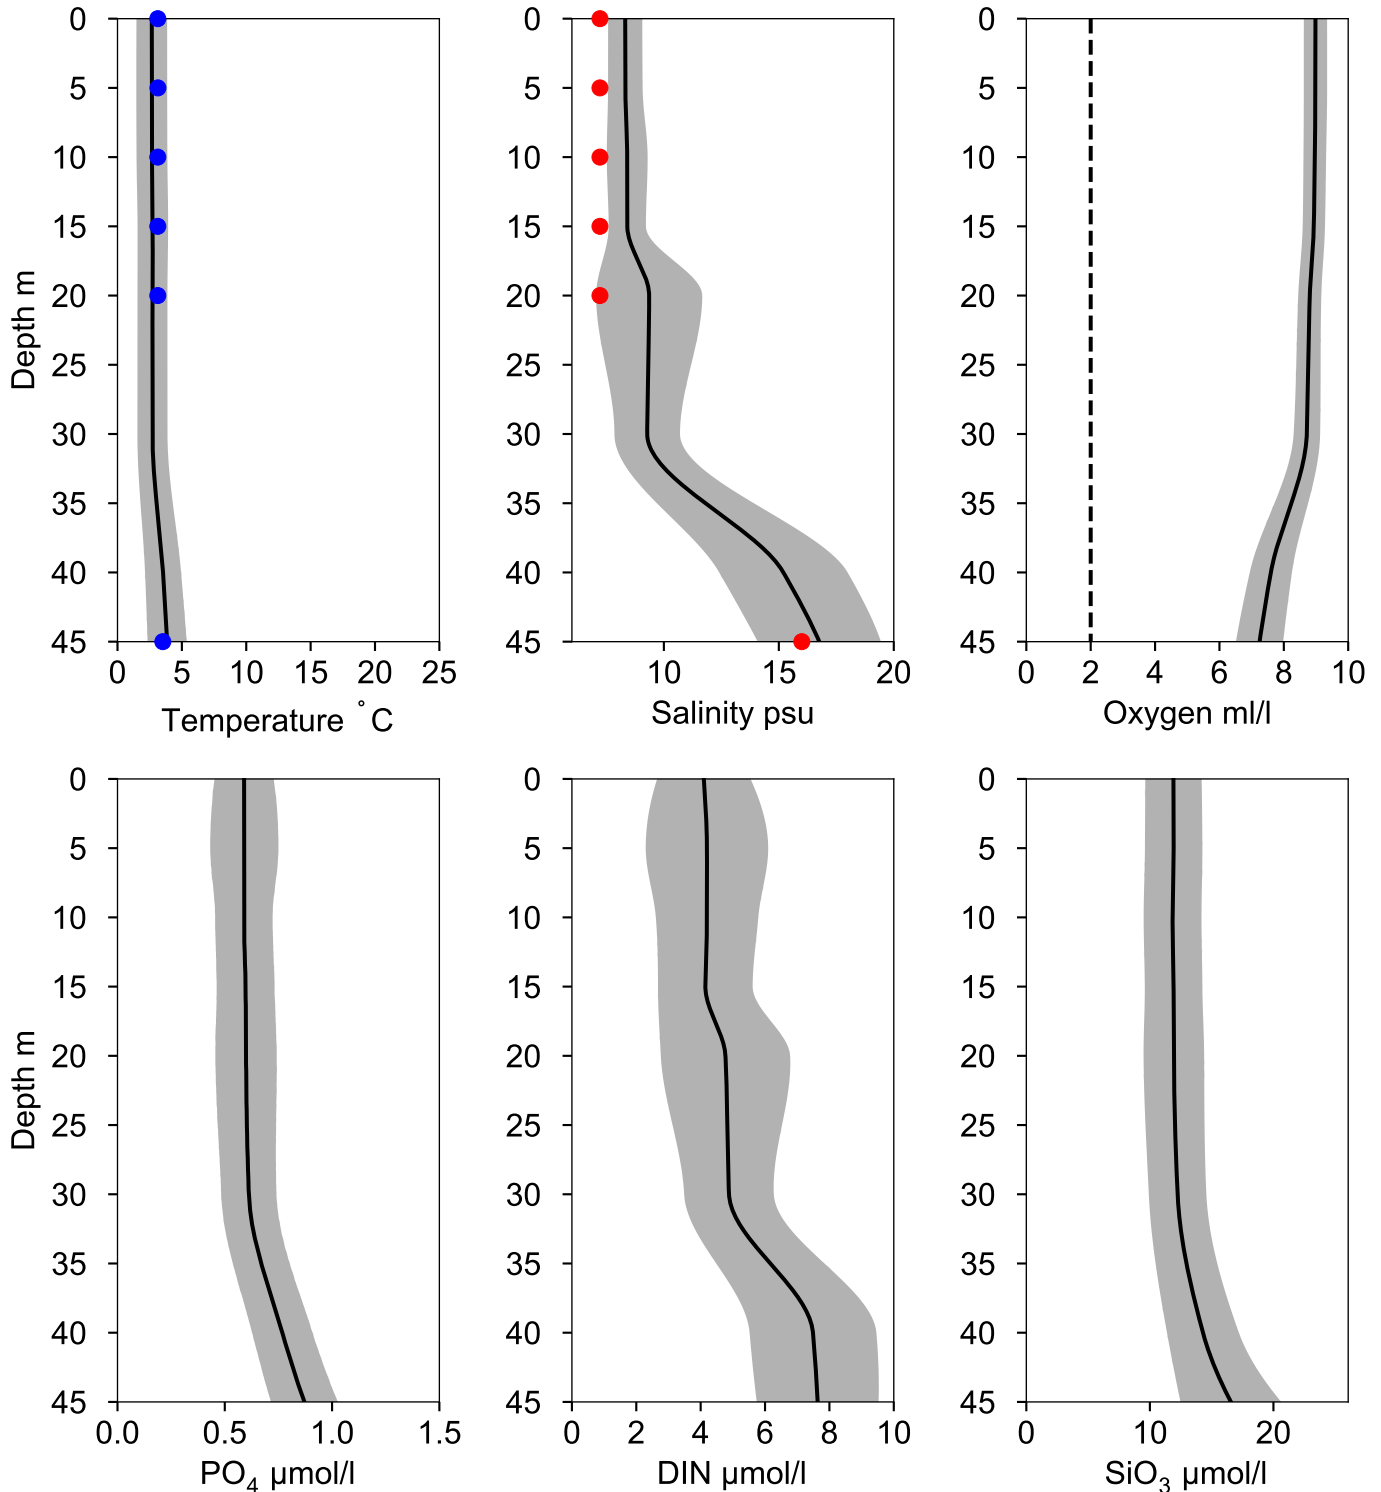 0 0 0
5 5 5
10 10 10
15 15 15
20 20 20
25 25 25
30 30 30
35 35 35
40 40 40
45 45 45
Depth m
0 5 10 15 20 25 10 15 20 0 2 4 6 8 10
Temperature °C Salinity psu Oxygen ml/l
0 0 0
5 5 5
10 10 10
15 15 15
20 20 20
25 25 25
30 30 30
35 35 35
40 40 40
45 45 45
Depth m
0.0 0.5 1.0 1.5 0 2 4 6 8 10 10 20
PO₄ µmol/l DIN µmol/l SiO₃ µmol/l